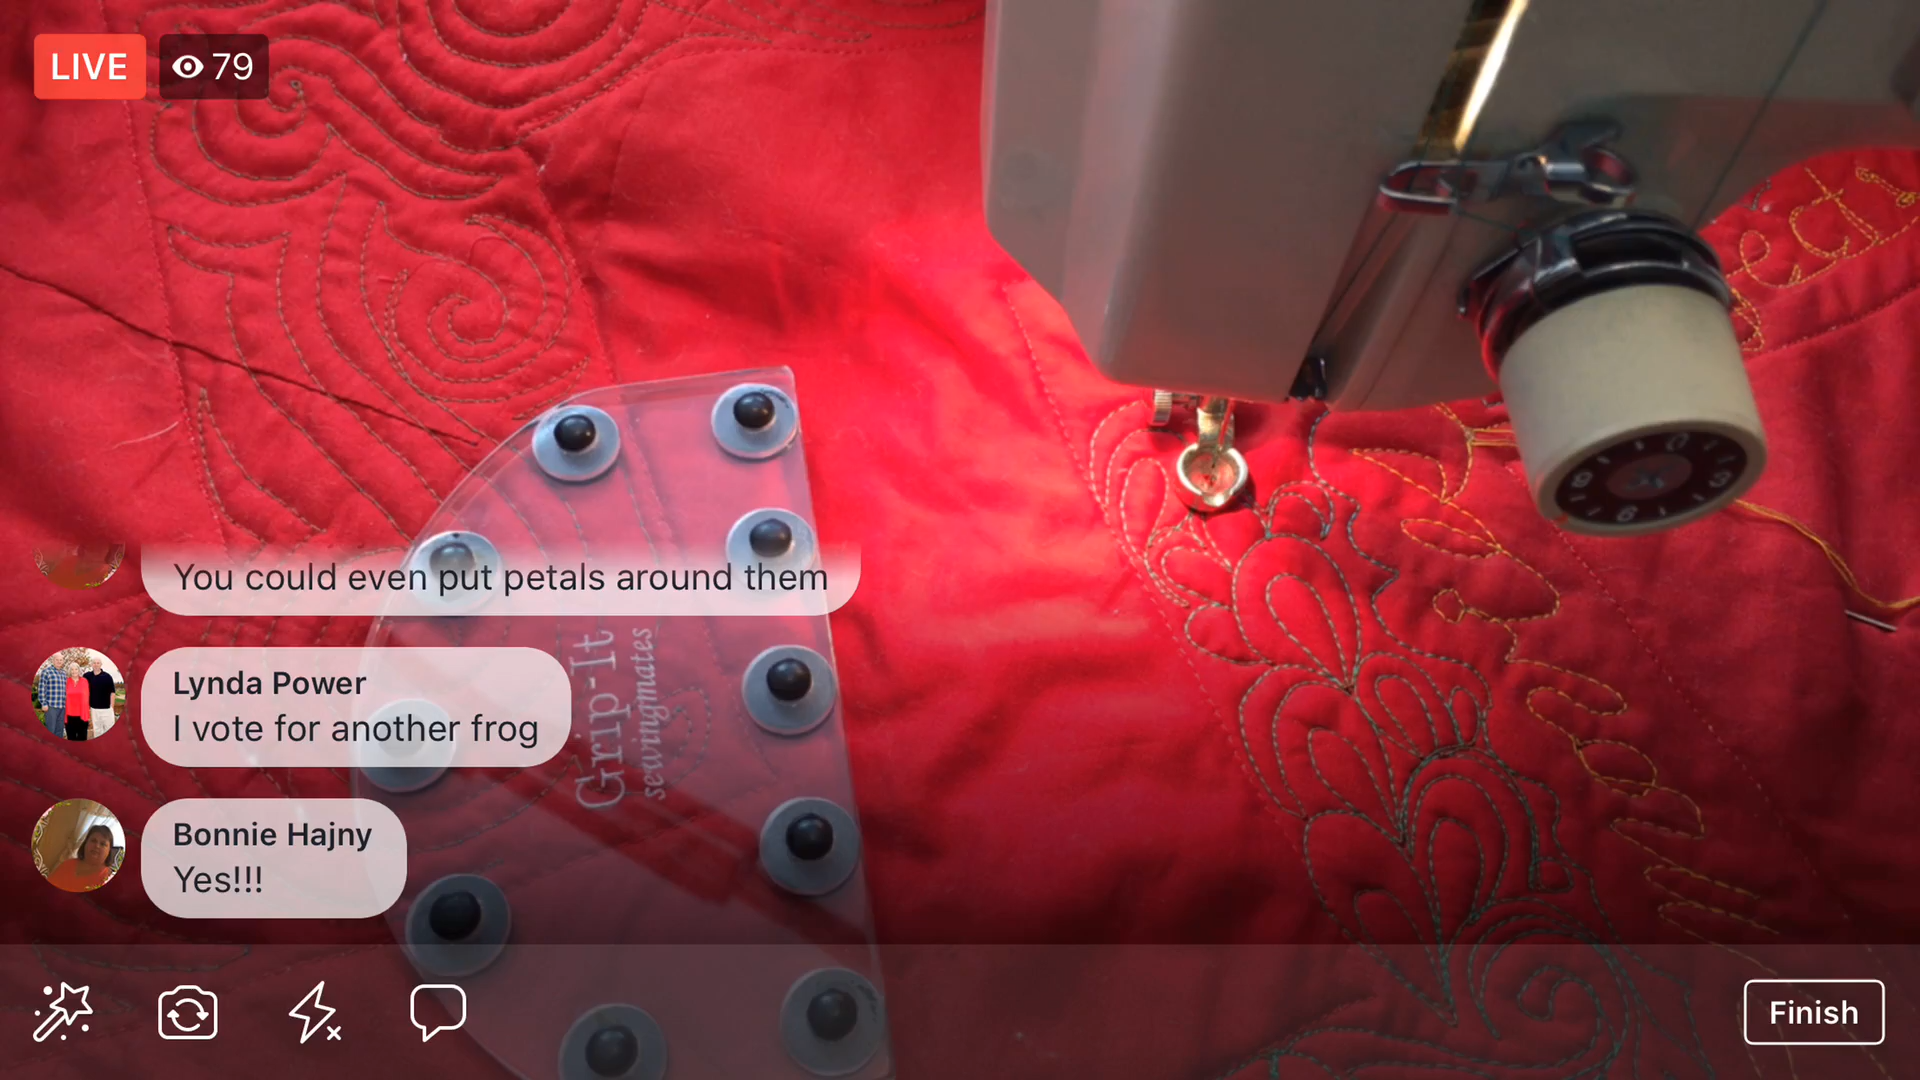 LIVE
79
ect
You could even put petals around them
Lynda Power
I vote for another frog
Grip-It
sewingmates
Bonnie Hajny
Yes!!!
Finish